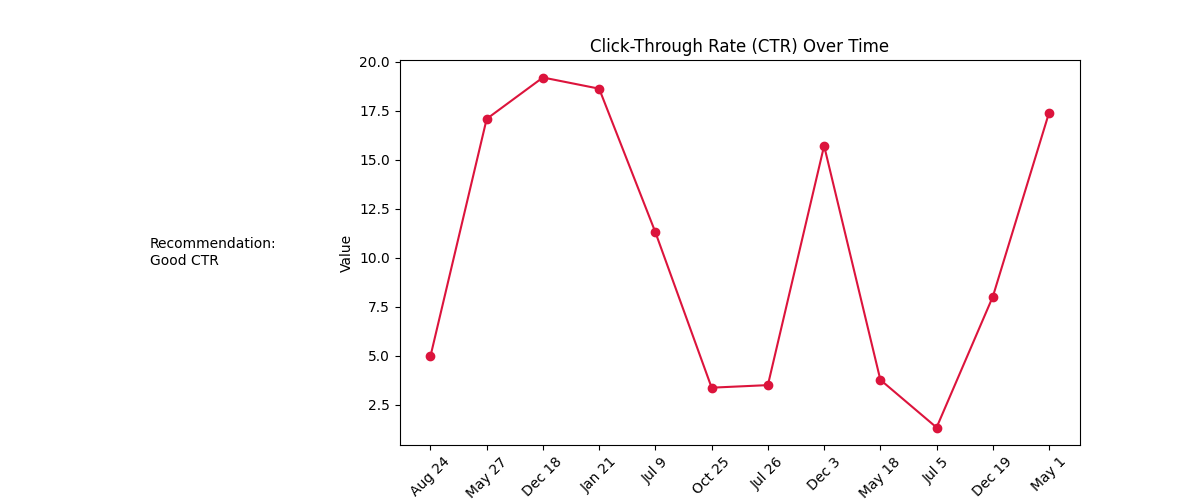 Click-Through Rate (CTR) Over Time
Recommendation:
Good CTR
Value
20.0
17.5
15.0
12.5
10.0
7.5
5.0
2.5
Aug 24
May 27
Dec 18
Jan 21
Jul 9
Oct 25
Jul 26
Dec 3
May 18
Jul 5
Dec 19
May 1